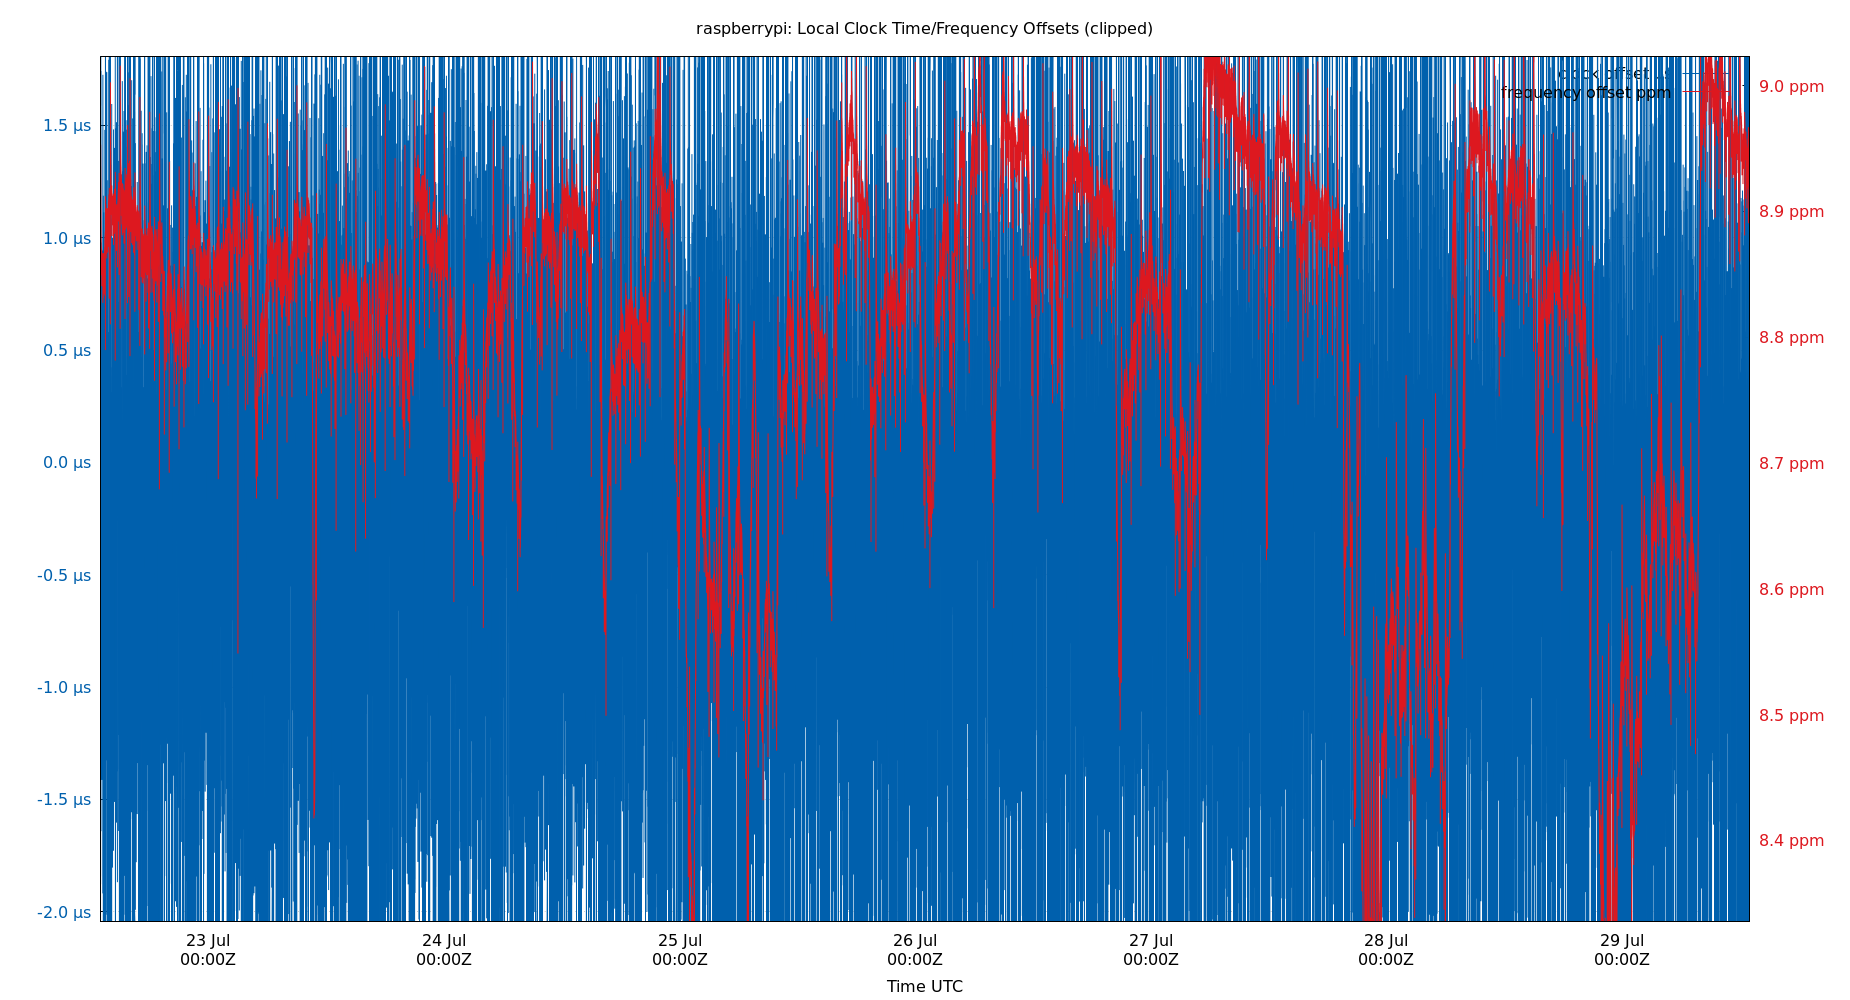 raspberrypi: Local Clock Time/Frequency Offsets (clipped)
clock offset
frequency offset ppm
1.5 µs
1.0 µs
0.5 µs
0.0 µs
-0.5 µs
-1.0 µs
-1.5 µs
-2.0 µs
9.0 ppm
8.9 ppm
8.8 ppm
8.7 ppm
8.6 ppm
8.5 ppm
8.4 ppm
23 Jul
00:00Z
24 Jul
00:00Z
25 Jul
00:00Z
26 Jul
00:00Z
27 Jul
00:00Z
28 Jul
00:00Z
29 Jul
00:00Z
Time UTC